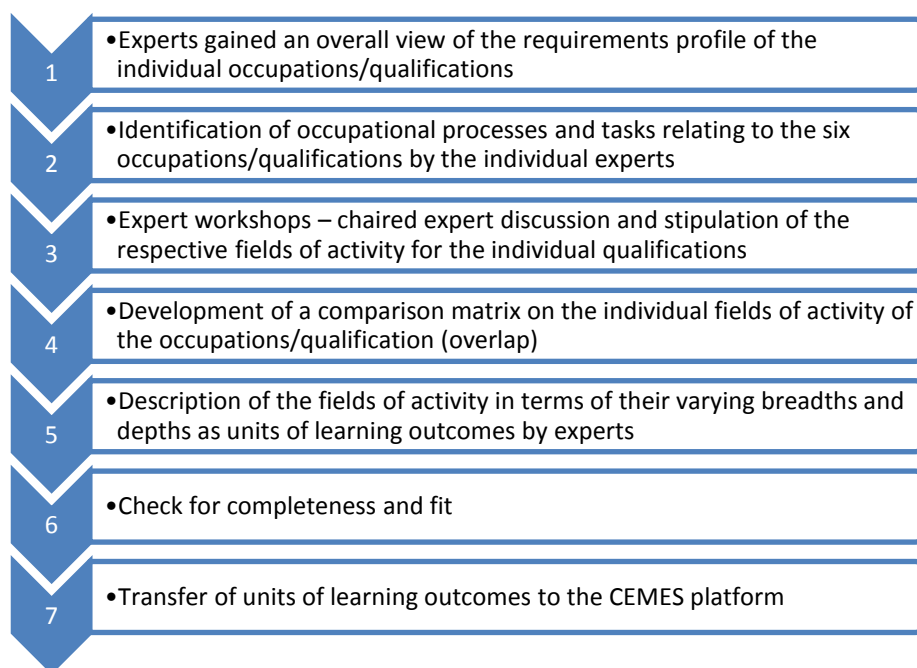 1
•Experts gained an overall view of the requirements profile of the
individual occupations/qualifications
2
•Identification of occupational processes and tasks relating to the six
occupations/qualifications by the individual experts
3
•Expert workshops – chaired expert discussion and stipulation of the
respective fields of activity for the individual qualifications
4
•Development of a comparison matrix on the individual fields of activity of
the occupations/qualification (overlap)
5
•Description of the fields of activity in terms of their varying breadths and
depths as units of learning outcomes by experts
6
•Check for completeness and fit
7
•Transfer of units of learning outcomes to the CEMES platform